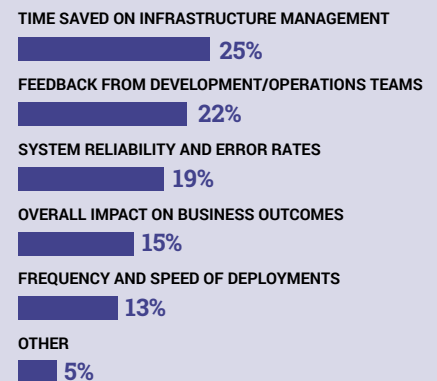 TIME SAVED ON INFRASTRUCTURE MANAGEMENT
25%
FEEDBACK FROM DEVELOPMENT/OPERATIONS TEAMS
22%
SYSTEM RELIABILITY AND ERROR RATES
19%
OVERALL IMPACT ON BUSINESS OUTCOMES
15%
FREQUENCY AND SPEED OF DEPLOYMENTS
13%
OTHER
5%